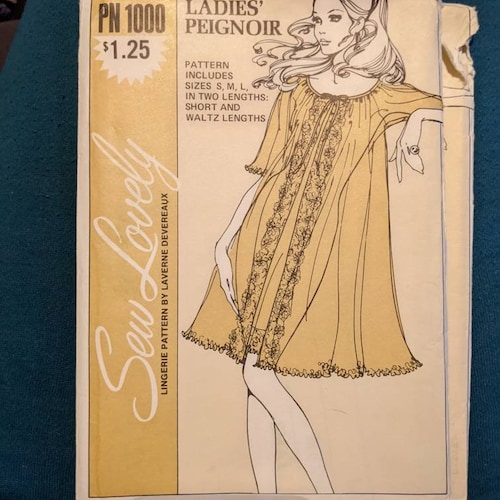 PN 1000
$1.25
LADIES'
PEIGNOIR
PATTERN
INCLUDES
SIZES S, M, L,
IN TWO LENGTHS:
SHORT AND
WALTZ LENGTHS
Sew Lovely
LINGERIE PATTERN BY LAVERNE DEVEREAUX